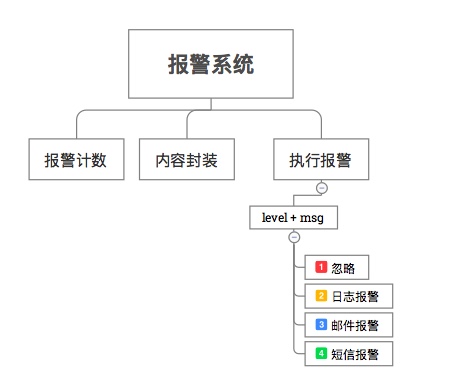 报警系统
报警计数
内容封装
执行报警
level + msg
1 忽略
2 日志报警
3 邮件报警
4 短信报警